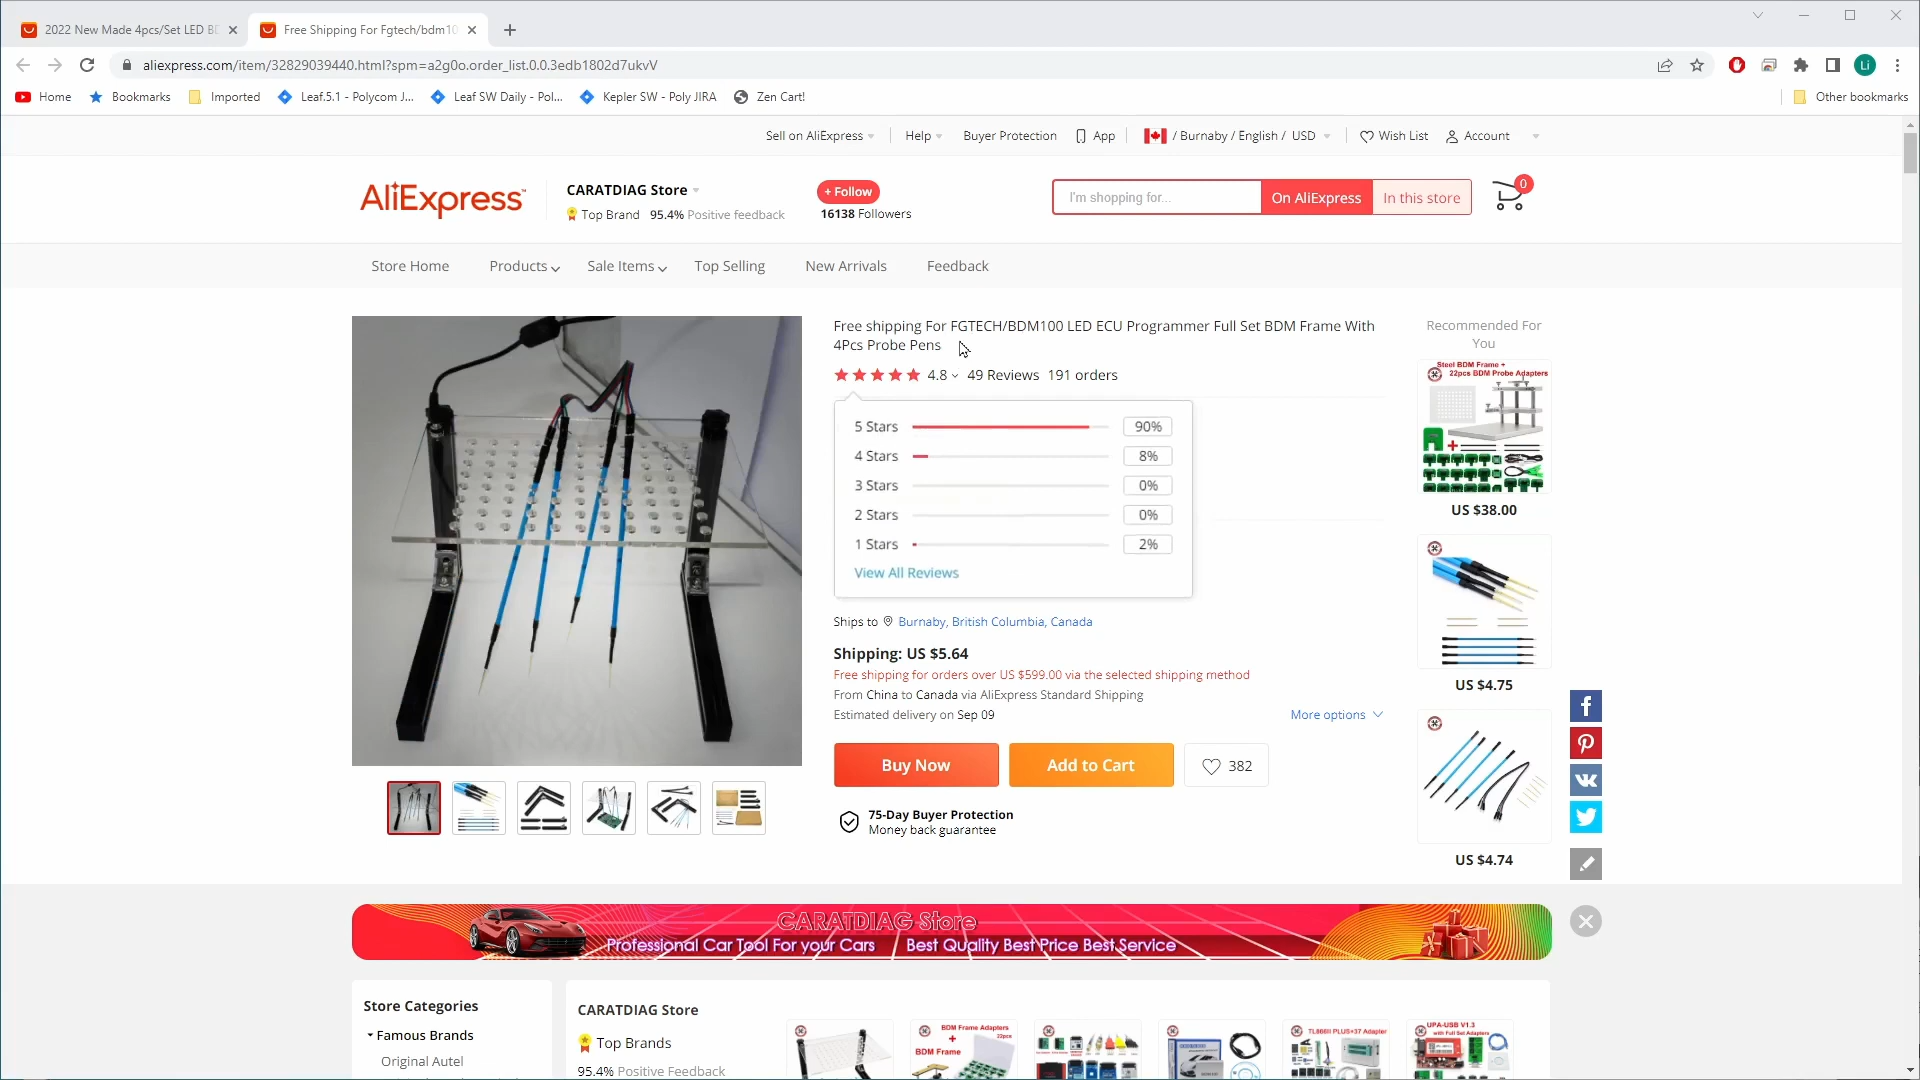 2022 New Made 4pcs/Set LED BD
Free Shipping For Fgtech/bdm10
aliexpress.com/item/32829039440.html?spm=a2g0o.order_list.0.0.3edb1802d7ukvV
Li
Home
Bookmarks
Imported
Leaf.5.1 - Polycom J...
Leaf SW Daily - Pol...
Kepler SW - Poly JIRA
Zen Cart!
Other bookmarks
Sell on AliExpress
Help
Buyer Protection
App
/ Burnaby / English / USD
Wish List
Account
AliExpress
CARATDIAG Store
Top Brand 95.4% Positive feedback
+ Follow
16138 Followers
I'm shopping for...
On AliExpress
In this store
0
Store Home
Products
Sale Items
Top Selling
New Arrivals
Feedback
Free shipping For FGTECH/BDM100 LED ECU Programmer Full Set BDM Frame With
4Pcs Probe Pens
4.8 49 Reviews 191 orders
5 Stars 90%
4 Stars 8%
3 Stars 0%
2 Stars 0%
1 Stars 2%
View All Reviews
Ships to Burnaby, British Columbia, Canada
Shipping: US $5.64
Free shipping for orders over US $599.00 via the selected shipping method
From China to Canada via AliExpress Standard Shipping
Estimated delivery on Sep 09
More options
Buy Now
Add to Cart
382
75-Day Buyer Protection
Money back guarantee
Recommended For
You
Steel BDM Frame +
22pcs BDM Probe Adapters
US $38.00
US $4.75
US $4.74
CARATDIAG Store
Professional Car Tool For your Cars Best Quality Best Price Best Service
Store Categories
Famous Brands
Original Autel
CARATDIAG Store
Top Brands
95.4% Positive Feedback
BDM Frame Adapters
22pcs
+
BDM Frame
TL866II PLUS+37 Adapter
UPA-USB V1.3
with Full Set Adapters